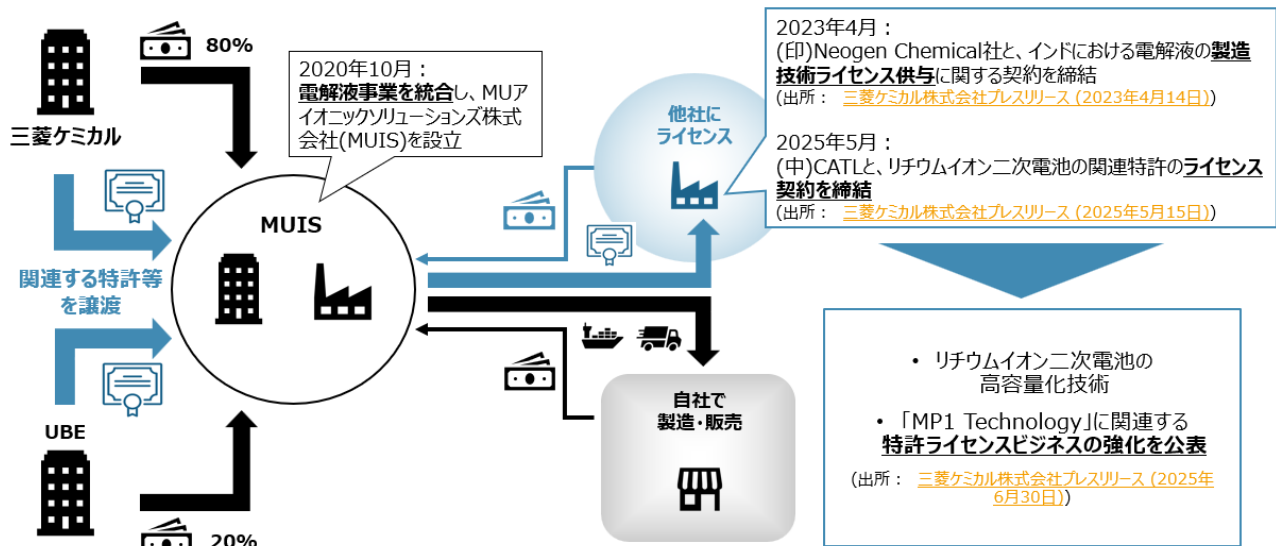 80%
三菱ケミカル
2020年10月：
電解液事業を統合し、MUア
イオニックソリューションズ株式
会社(MUIS)を設立
MUIS
関連する特許等
を譲渡
UBE
20%
他社に
ライセンス
自社で
製造・販売
2023年4月：
(印)Neogen Chemical社と、インドにおける電解液の製造
技術ライセンス供与に関する契約を締結
(出所： 三菱ケミカル株式会社プレスリリース (2023年4月14日))
2025年5月：
(中)CATLと、リチウムイオン二次電池の関連特許のライセンス
契約を締結
(出所： 三菱ケミカル株式会社プレスリリース (2025年5月15日))
• リチウムイオン二次電池の
高容量化技術
• 「MP1 Technology」に関連する
特許ライセンスビジネスの強化を公表
(出所： 三菱ケミカル株式会社プレスリリース (2025年
6月30日))